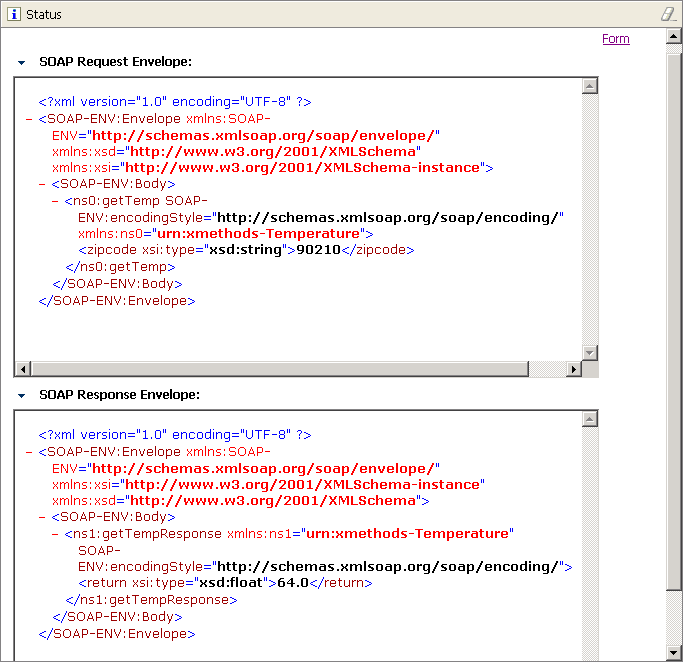 Status
Form
SOAP Request Envelope:
<?xml version="1.0" encoding="UTF-8" ?>
- <SOAP-ENV:Envelope xmlns:SOAP-
ENV="http://schemas.xmlsoap.org/soap/envelope/"
xmlns:xsd="http://www.w3.org/2001/XMLSchema"
xmlns:xsi="http://www.w3.org/2001/XMLSchema-instance">
- <SOAP-ENV:Body>
- <ns0:getTemp SOAP-
ENV:encodingStyle="http://schemas.xmlsoap.org/soap/encoding/"
xmlns:ns0="urn:xmethods-Temperature">
<zipcode xsi:type="xsd:string">90210</zipcode>
</ns0:getTemp>
</SOAP-ENV:Body>
</SOAP-ENV:Envelope>
SOAP Response Envelope:
<?xml version="1.0" encoding="UTF-8" ?>
- <SOAP-ENV:Envelope xmlns:SOAP-
ENV="http://schemas.xmlsoap.org/soap/envelope/"
xmlns:xsi="http://www.w3.org/2001/XMLSchema-instance"
xmlns:xsd="http://www.w3.org/2001/XMLSchema">
- <SOAP-ENV:Body>
- <ns1:getTempResponse xmlns:ns1="urn:xmethods-Temperature"
SOAP-
ENV:encodingStyle="http://schemas.xmlsoap.org/soap/encoding/">
<return xsi:type="xsd:float">64.0</return>
</ns1:getTempResponse>
</SOAP-ENV:Body>
</SOAP-ENV:Envelope>